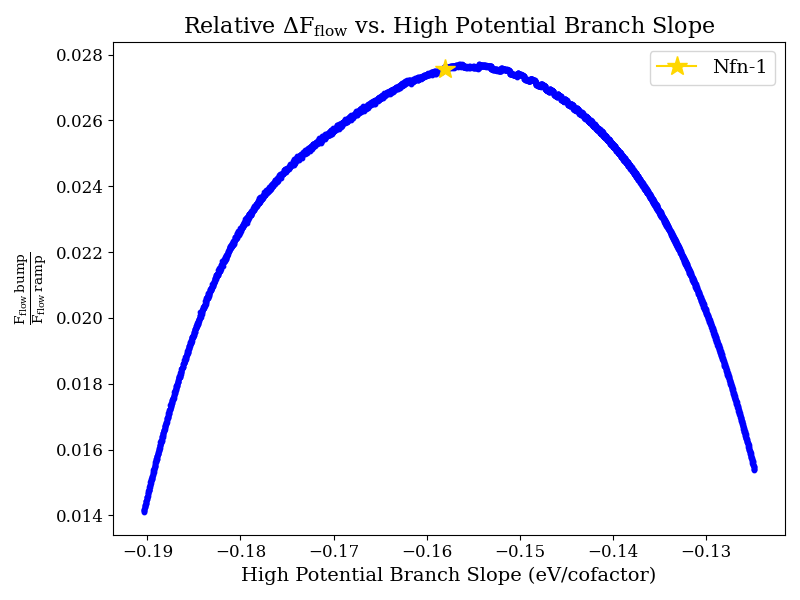 Relative ΔF_flow vs. High Potential Branch Slope
Nfn-1
0.028
0.026
0.024
0.022
0.020
0.018
0.016
0.014
F_flow bump
F_flow ramp
−0.19 −0.18 −0.17 −0.16 −0.15 −0.14 −0.13
High Potential Branch Slope (eV/cofactor)